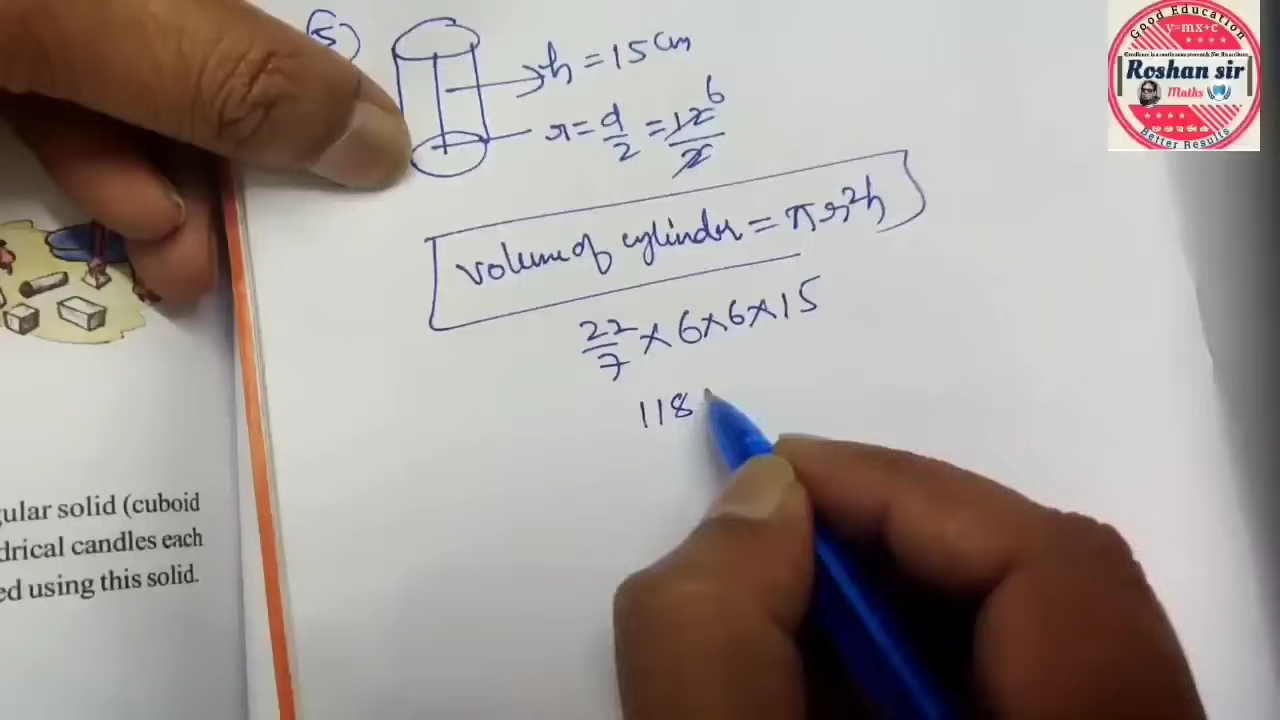 5)
h = 15 cm
r = d/2 = 12/2 6
volume of cylinder = πr²h
22/7 × 6 × 6 × 15
118
gular solid (cuboid
drical candles each
ed using this solid.
Good Education
y=mx+c
Roshan sir
Maths
Better Results